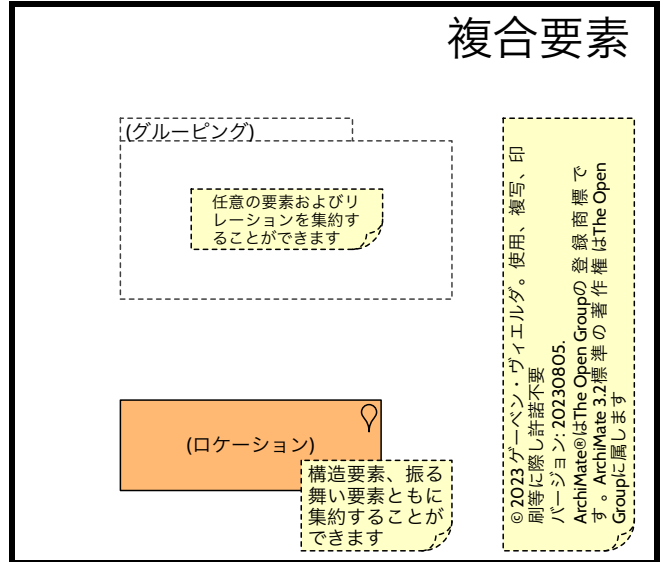 複合要素
(グルーピング)
任意の要素およびリ
レーションを集約す
ることができます
(ロケーション)
構造要素、振る
舞い要素ともに
集約することが
できます
© 2023 ゲーベン・ヴィエルダ。使用、複写、印
刷等に際し許諾不要
バージョン: 20230805.
ArchiMate®はThe Open Groupの登録商標で
す。ArchiMate 3.2標準の著作権はThe Open
Groupに属します